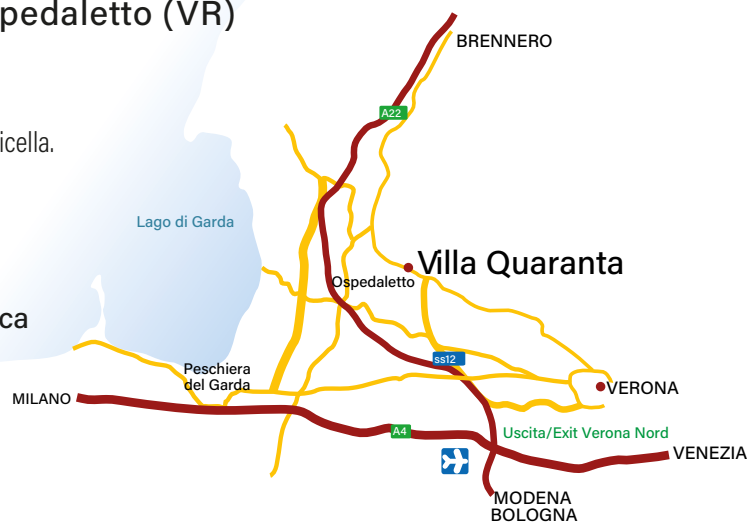 pedaletto (VR)
BRENNERO
A22
icella.
Lago di Garda
Villa Quaranta
Ospedaletto
ca
ss12
Peschiera
del Garda
VERONA
MILANO
A4
Uscita/Exit Verona Nord
VENEZIA
MODENA
BOLOGNA